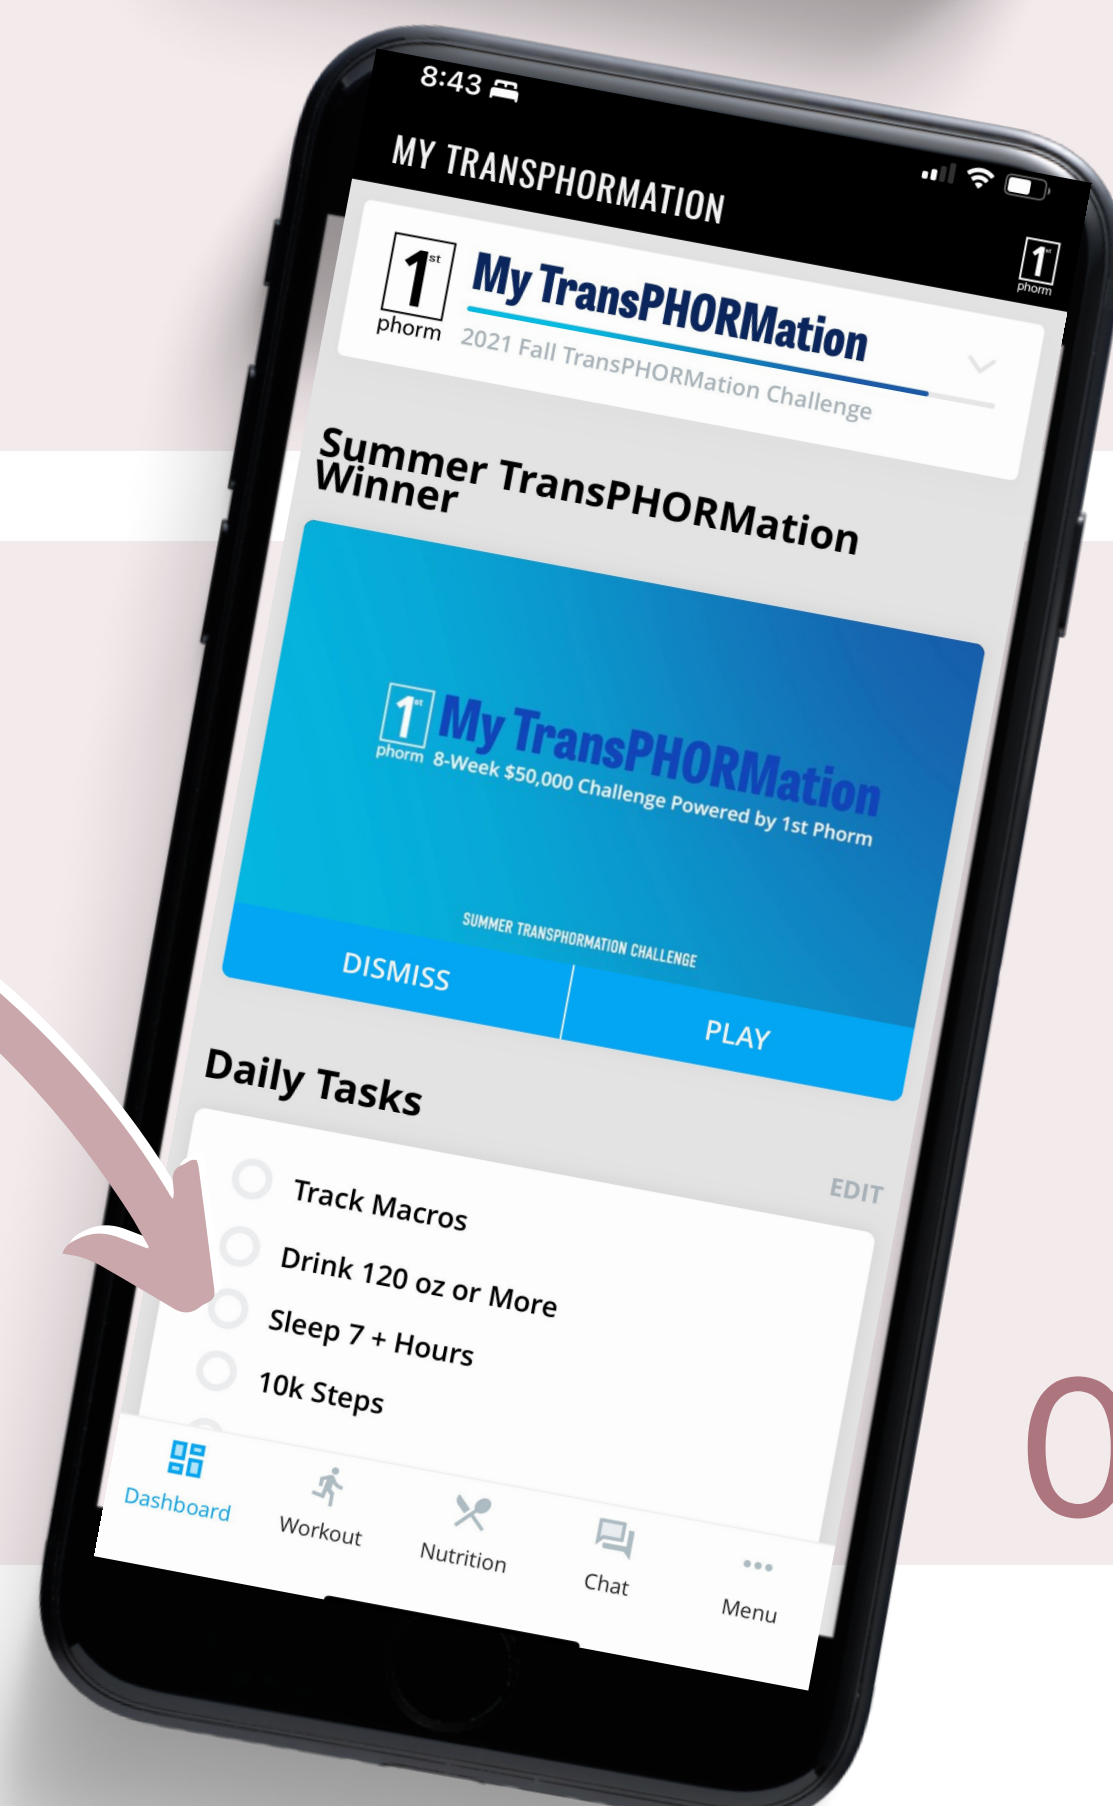 8:43
MY TRANSPHORMATION
1st
phorm
1st
phorm
My TransPHORMation
2021 Fall TransPHORMation Challenge
Summer TransPHORMation
Winner
1st
phorm
My TransPHORMation
8-Week $50,000 Challenge Powered by 1st Phorm
SUMMER TRANSPHORMATION CHALLENGE
DISMISS
PLAY
Daily Tasks
EDIT
Track Macros
Drink 120 oz or More
Sleep 7 + Hours
10k Steps
0
Dashboard
Workout
Nutrition
Chat
Menu